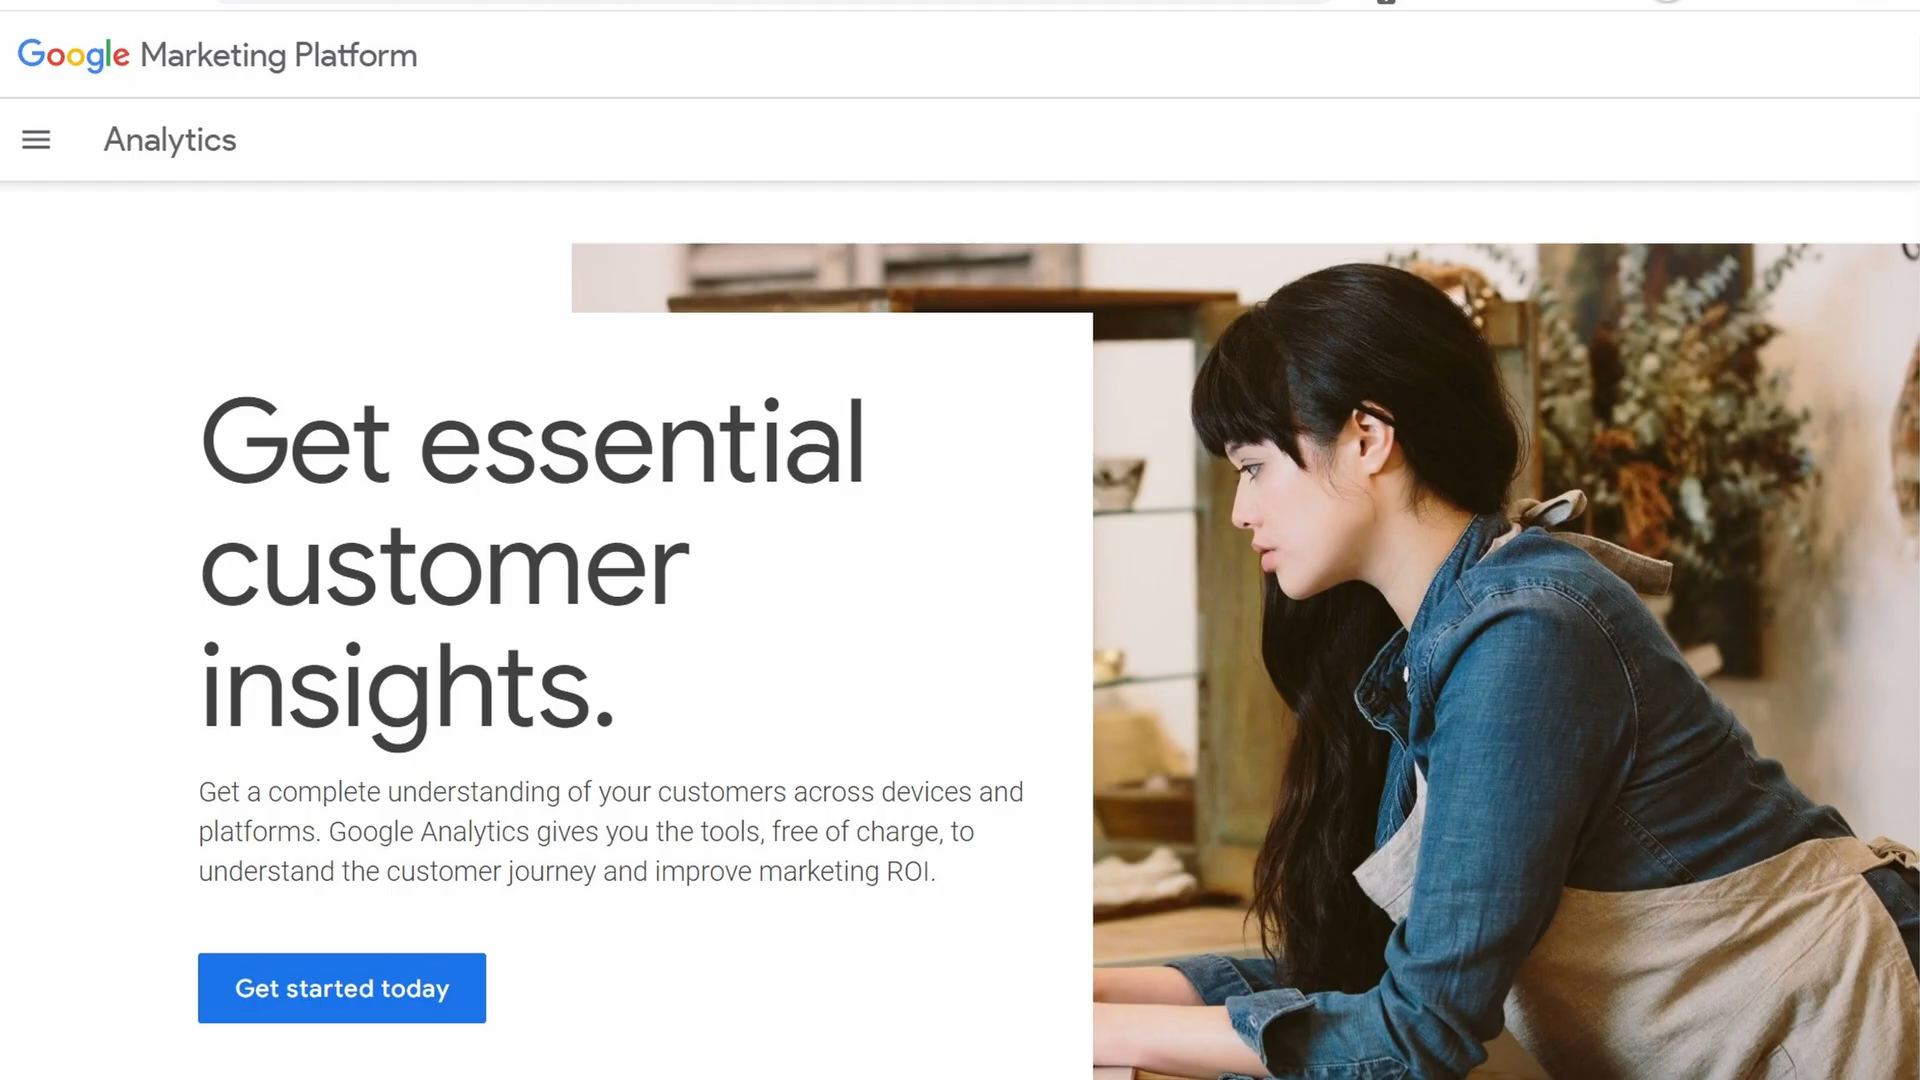 Google Marketing Platform
Analytics
Get essential
customer
insights.
Get a complete understanding of your customers across devices and
platforms. Google Analytics gives you the tools, free of charge, to
understand the customer journey and improve marketing ROI.
Get started today